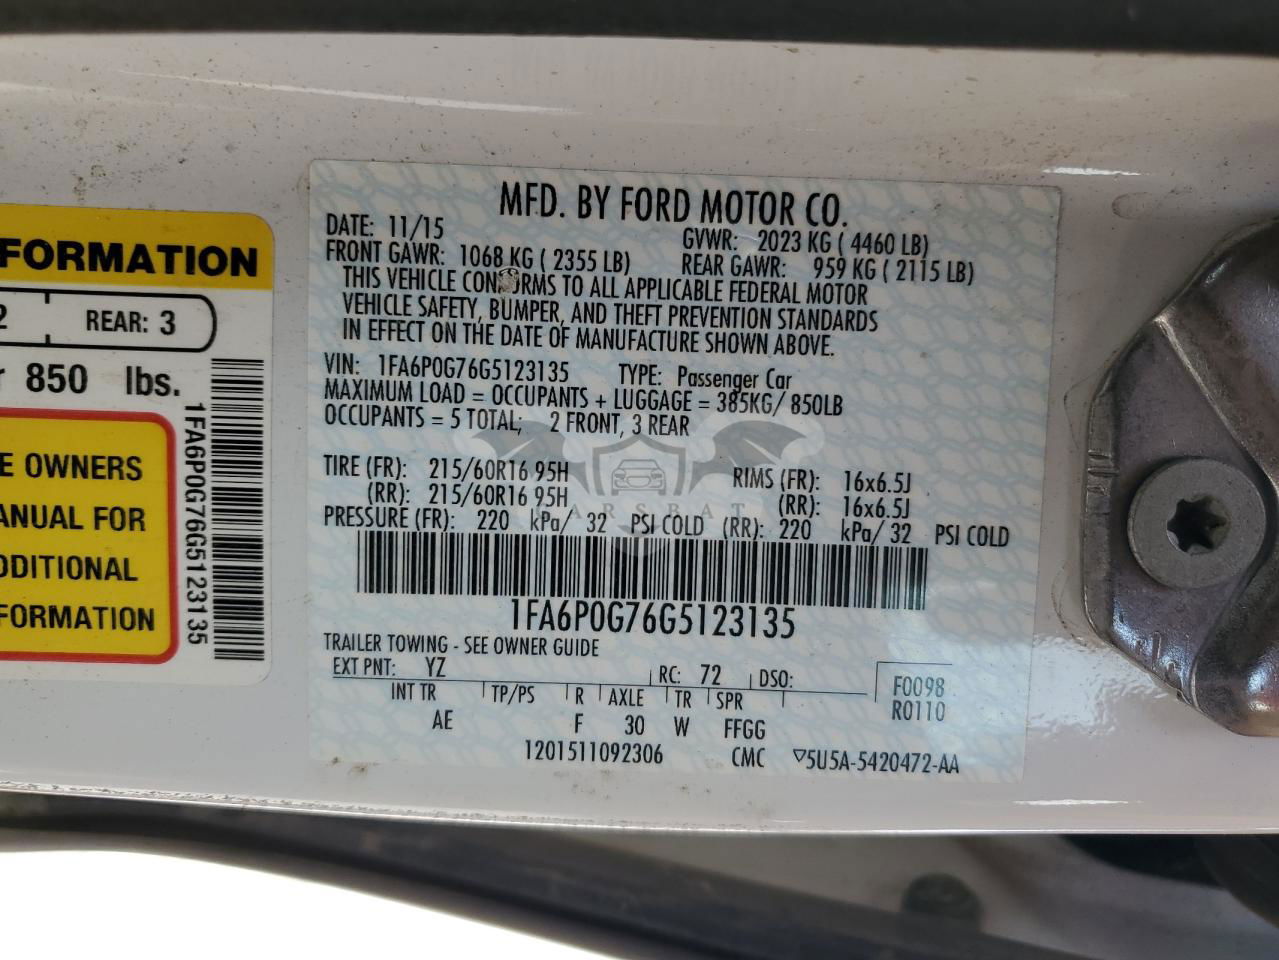 FORMATION
2 REAR: 3
r 850 lbs.
E OWNERS
ANUAL FOR
DDITIONAL
FORMATION
1FA6P0G76G5123135
MFD. BY FORD MOTOR CO.
DATE: 11/15 GVWR: 2023 KG ( 4460 LB)
FRONT GAWR: 1068 KG ( 2355 LB) REAR GAWR: 959 KG ( 2115 LB)
THIS VEHICLE CONFORMS TO ALL APPLICABLE FEDERAL MOTOR
VEHICLE SAFETY, BUMPER, AND THEFT PREVENTION STANDARDS
IN EFFECT ON THE DATE OF MANUFACTURE SHOWN ABOVE.
VIN: 1FA6P0G76G5123135 TYPE: Passenger Car
MAXIMUM LOAD = OCCUPANTS + LUGGAGE = 385KG/ 850LB
OCCUPANTS = 5 TOTAL; 2 FRONT, 3 REAR
TIRE (FR): 215/60R16 95H RIMS (FR): 16x6.5J
(RR): 215/60R16 95H (RR): 16x6.5J
PRESSURE (FR): 220 kPa/ 32 PSI COLD (RR): 220 kPa/ 32 PSI COLD
CARSBAT
1FA6P0G76G5123135
TRAILER TOWING - SEE OWNER GUIDE
EXT PNT: YZ RC: 72 DSO: F0098
INT TR TP/PS R AXLE TR SPR R0110
AE F 30 W FFGG
1201511092306 CMC ▽5U5A-5420472-AA